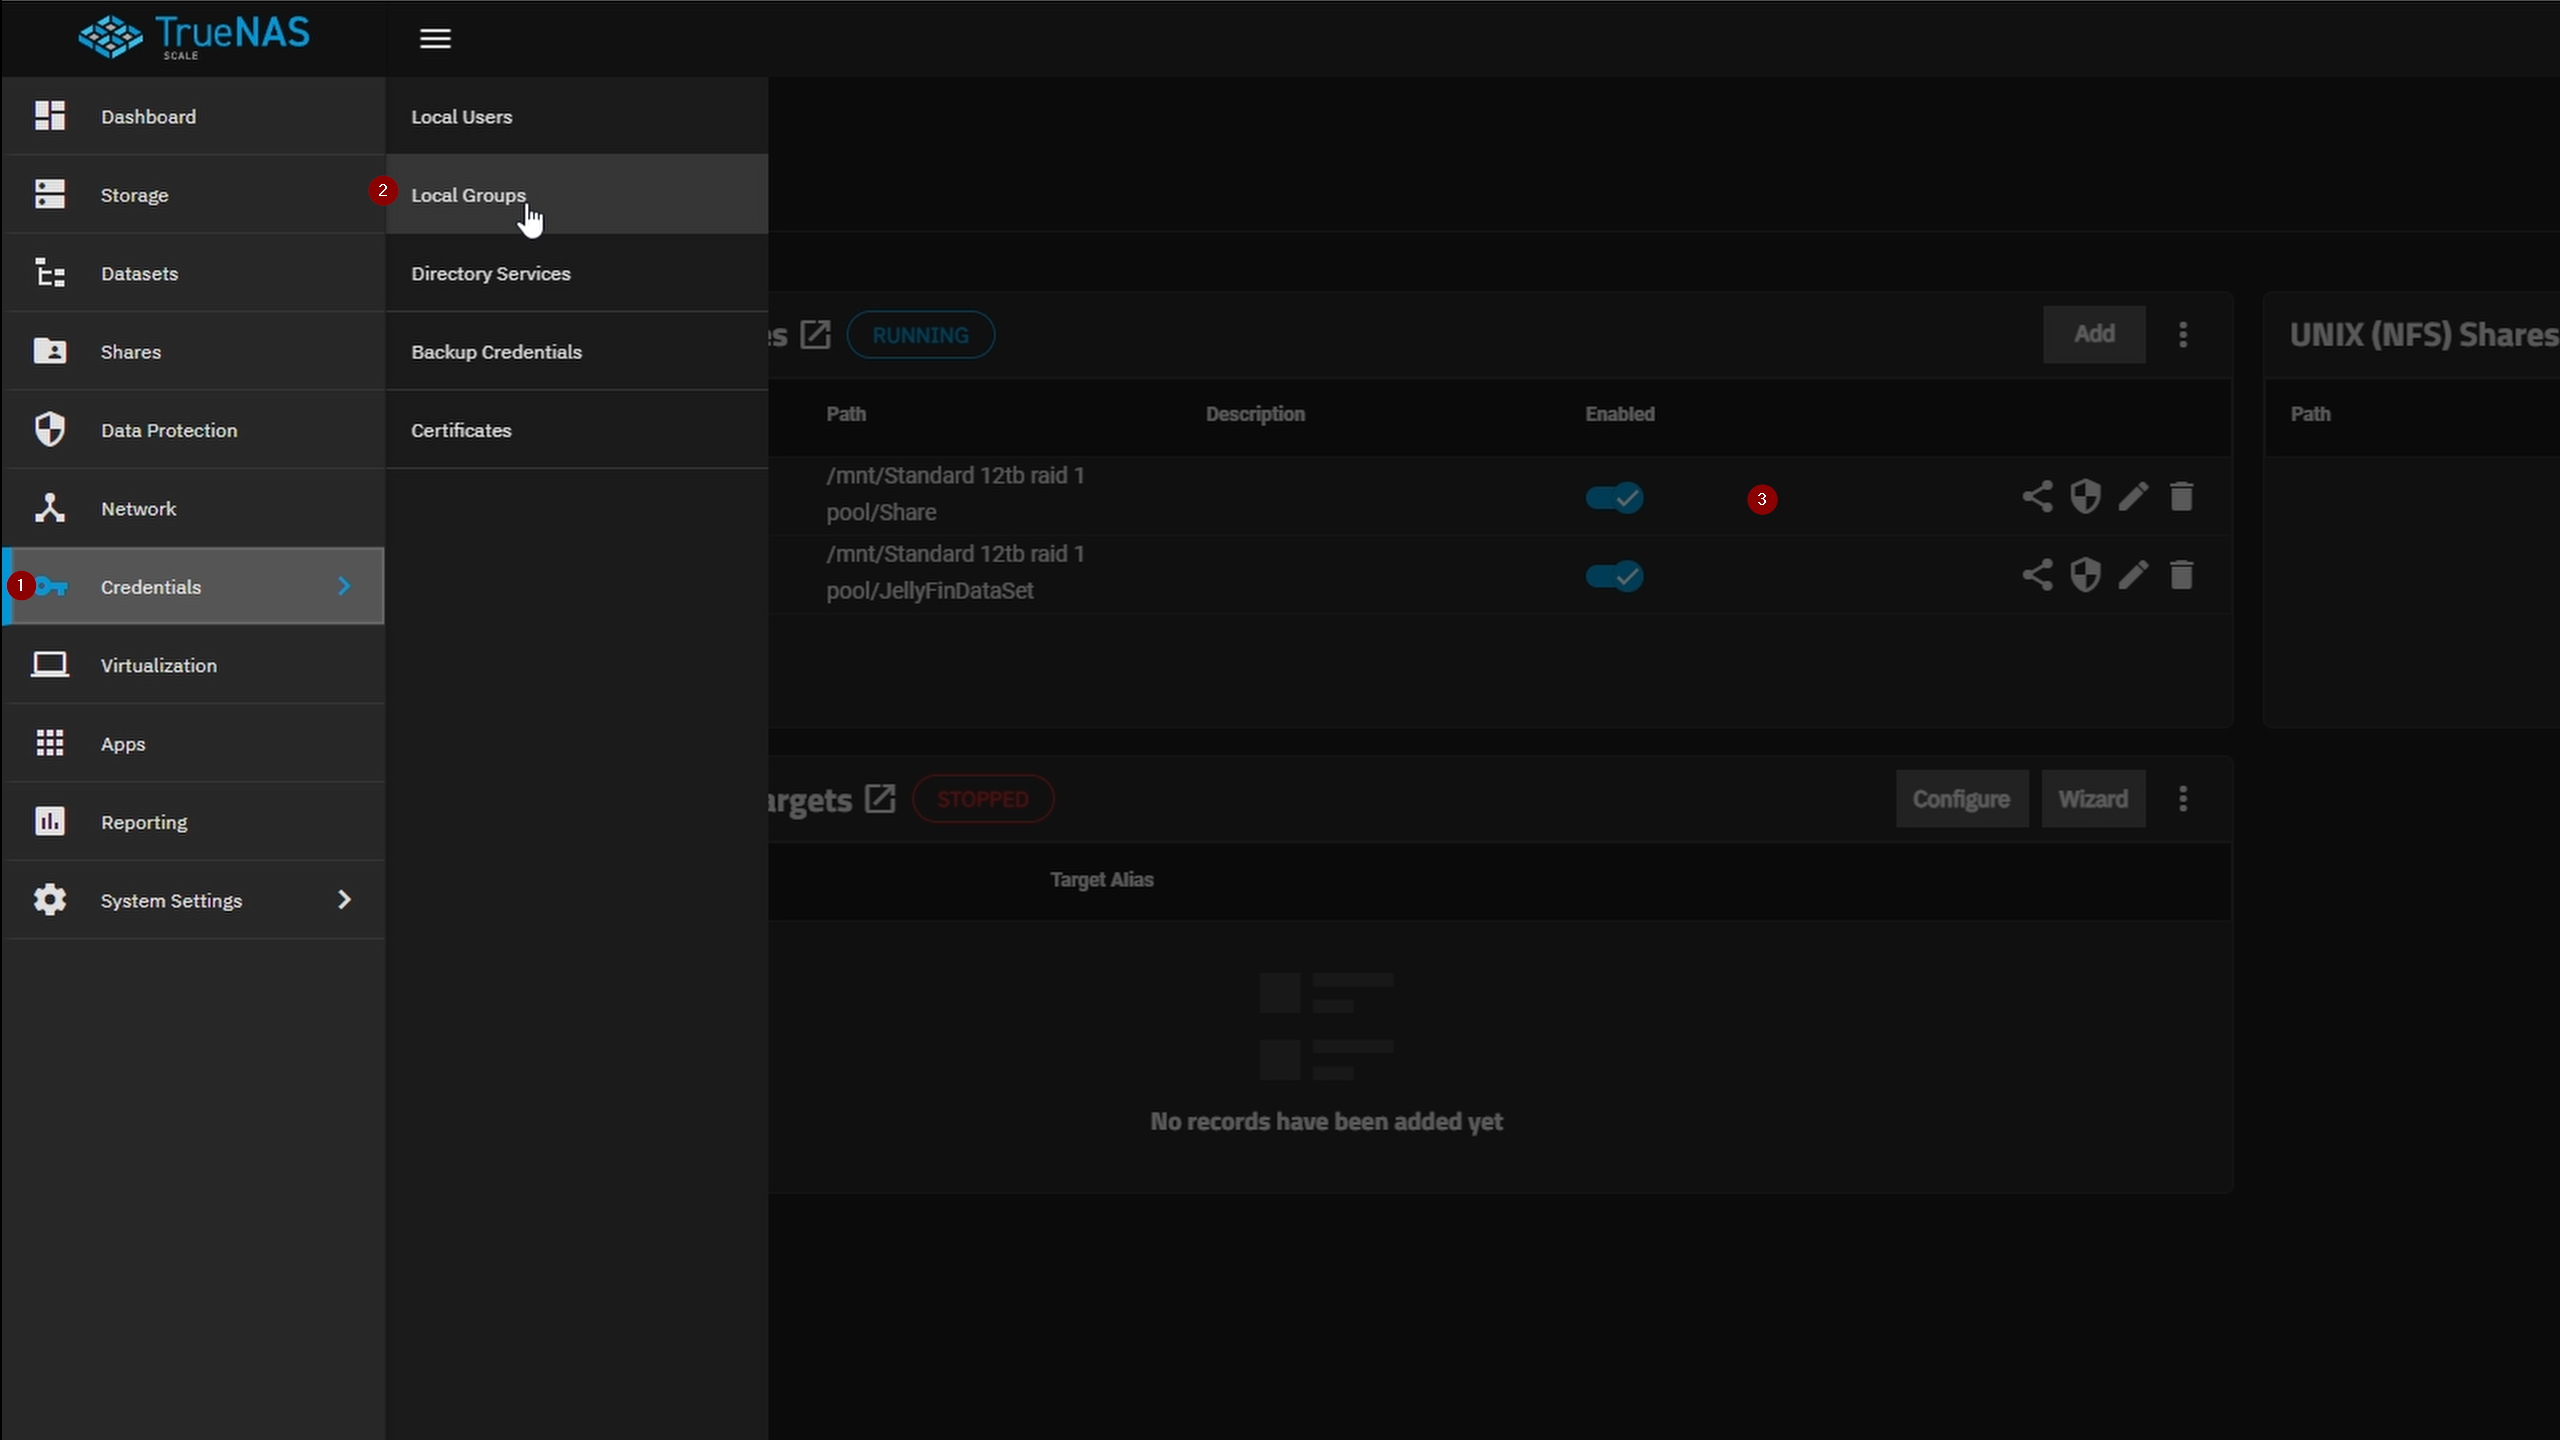 TrueNAS
SCALE
Dashboard
Storage
Datasets
Shares
Data Protection
Network
1
Credentials
Virtualization
Apps
Reporting
System Settings
Local Users
2
Local Groups
Directory Services
Backup Credentials
Certificates
es
RUNNING
Add
Path
Description
Enabled
/mnt/Standard 12tb raid 1
pool/Share
3
/mnt/Standard 12tb raid 1
pool/JellyFinDataSet
UNIX (NFS) Shares
Path
argets
STOPPED
Configure
Wizard
Target Alias
No records have been added yet